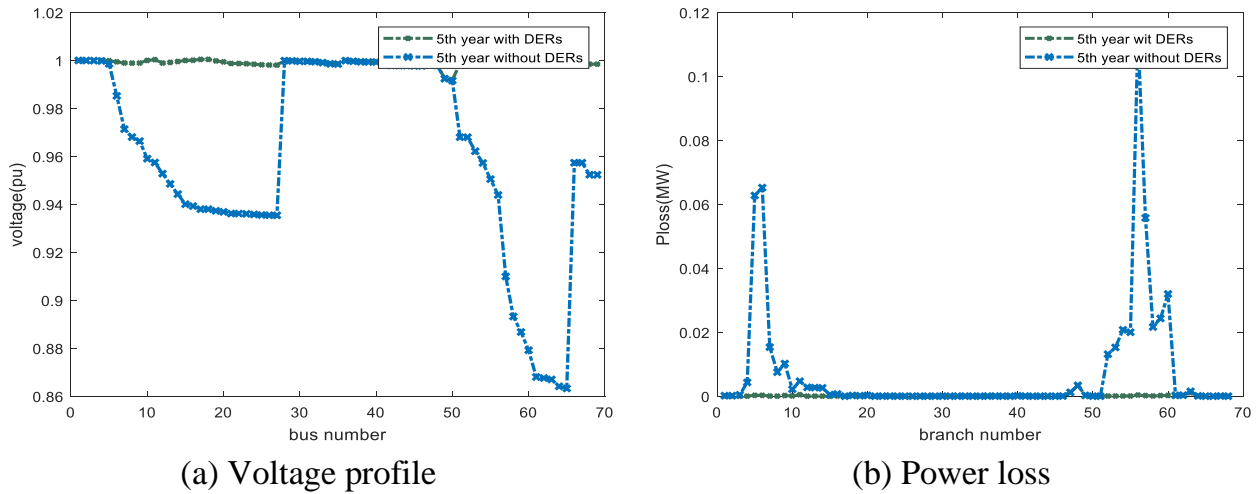 1.02
1
0.98
0.96
0.94
0.92
0.9
0.88
0.86
voltage(pu)
0 10 20 30 40 50 60 70
bus number
5th year with DERs
5th year without DERs
(a) Voltage profile
0.12
0.1
0.08
0.06
0.04
0.02
0
Ploss(MW)
0 10 20 30 40 50 60 70
branch number
5th year wit DERs
5th year without DERs
(b) Power loss